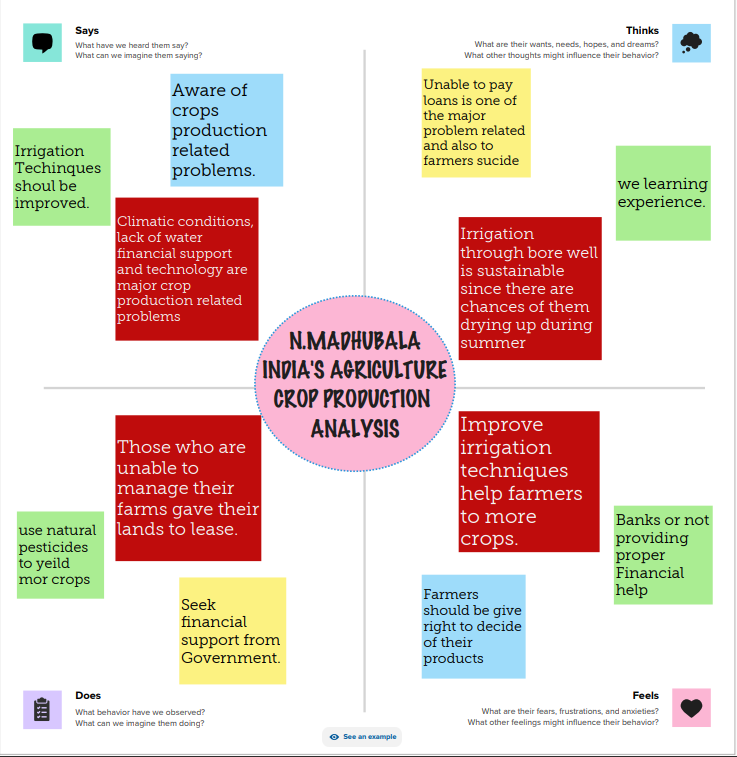 Says
What have we heard them say?
What can we imagine them saying?
Thinks
What are their wants, needs, hopes, and dreams?
What other thoughts might influence their behavior?
Aware of
crops
production
related
problems.
Irrigation
Techinques
shoul be
improved.
Climatic conditions,
lack of water
financial support
and technology are
major crop
production related
problems
Unable to pay
loans is one of
the major
problem related
and also to
farmers sucide
we learning
experience.
Irrigation
through bore well
is sustainable
since there are
chances of them
drying up during
summer
N.MADHUBALA
INDIA'S AGRICULTURE
CROP PRODUCTION
ANALYSIS
Those who are
unable to
manage their
farms gave their
lands to lease.
use natural
pesticides
to yeild
mor crops
Seek
financial
support from
Government.
Improve
irrigation
techniques
help farmers
to more
crops.
Banks or not
providing
proper
Financial
help
Farmers
should be give
right to decide
of their
products
Does
What behavior have we observed?
What can we imagine them doing?
Feels
What are their fears, frustrations, and anxieties?
What other feelings might influence their behavior?
See an example